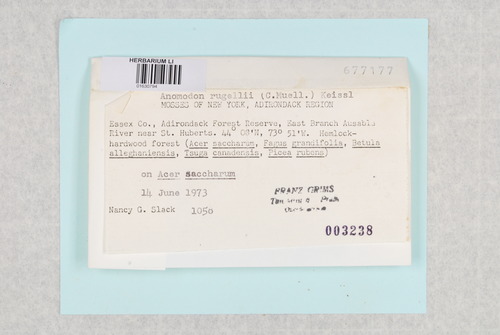 HERBARIUM LI
677177
Anomodon rugelii (C.Muell.) Keissl
MOSSES OF NEW YORK, ADIRONDACK REGION
Essex Co., Adirondack Forest Reserve, East Branch Ausable
River near St. Huberts. 44° 08'N, 73° 51'W. Hemlock-
hardwood forest (Acer saccharum, Fagus grandifolia, Betula
alleghaniensis, Tsuga canadensis, Picea rubens)
on Acer saccharum
14 June 1973
FRANZ GRIMS
Nancy G. Slack 1050
003238